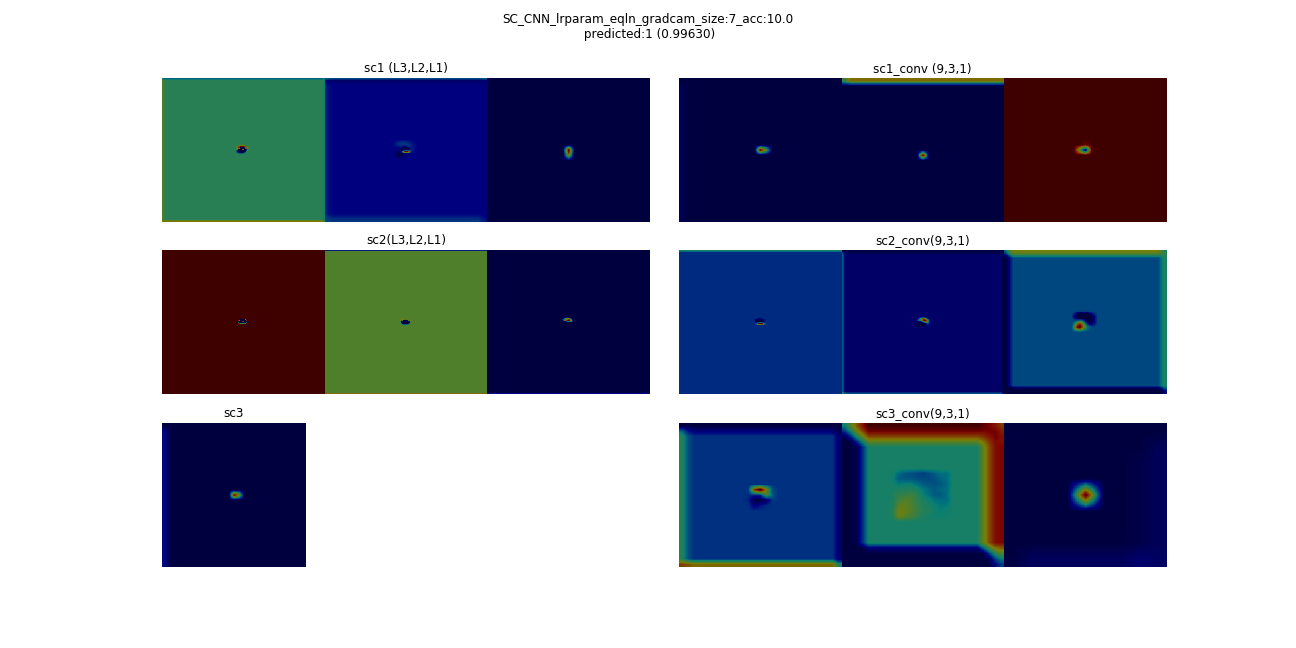 SC_CNN_lrparam_eqln_gradcam_size:7_acc:10.0
predicted:1 (0.99630)
sc1 (L3,L2,L1)
sc1_conv (9,3,1)
sc2(L3,L2,L1)
sc2_conv(9,3,1)
sc3
sc3_conv(9,3,1)